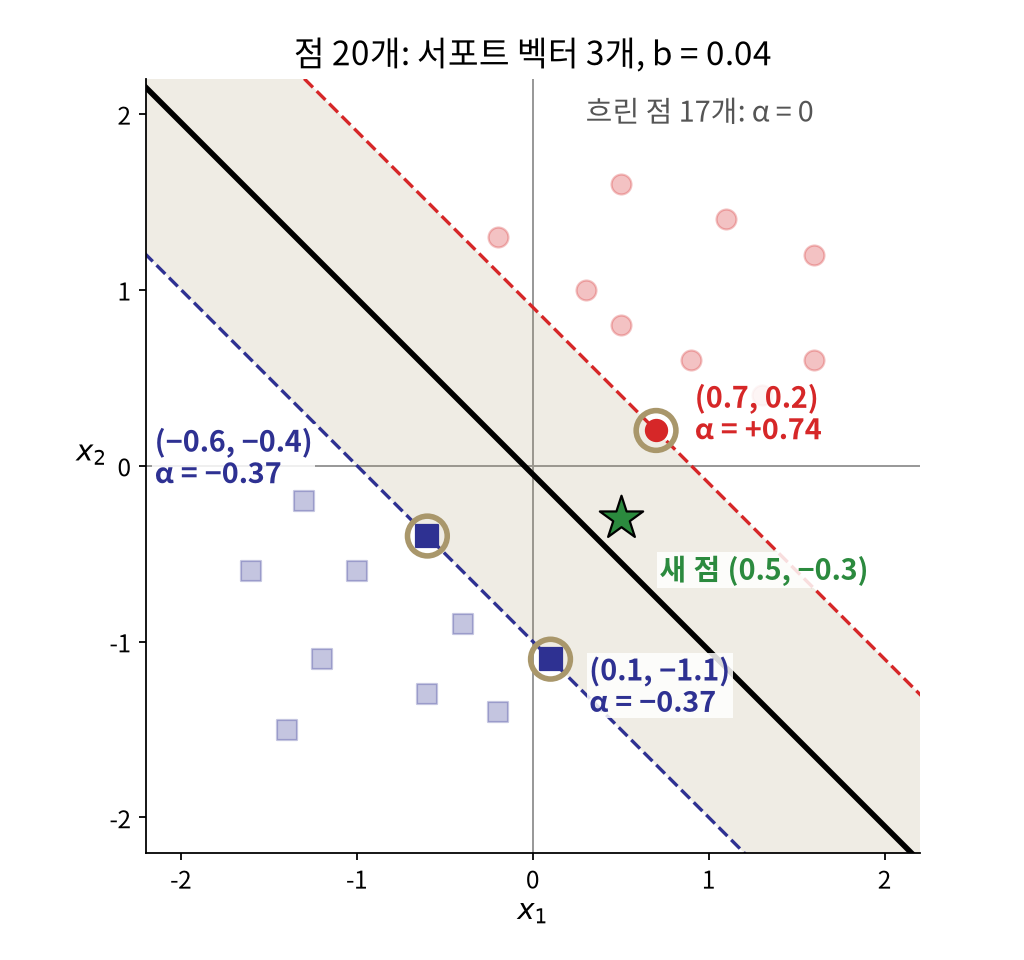 점 20개: 서포트 벡터 3개, b = 0.04
흐린 점 17개: α = 0
(0.7, 0.2)
α = +0.74
(−0.6, −0.4)
α = −0.37
새 점 (0.5, −0.3)
(0.1, −1.1)
α = −0.37
x₂
2
1
0
-1
-2
-2
-1
0
1
2
x₁